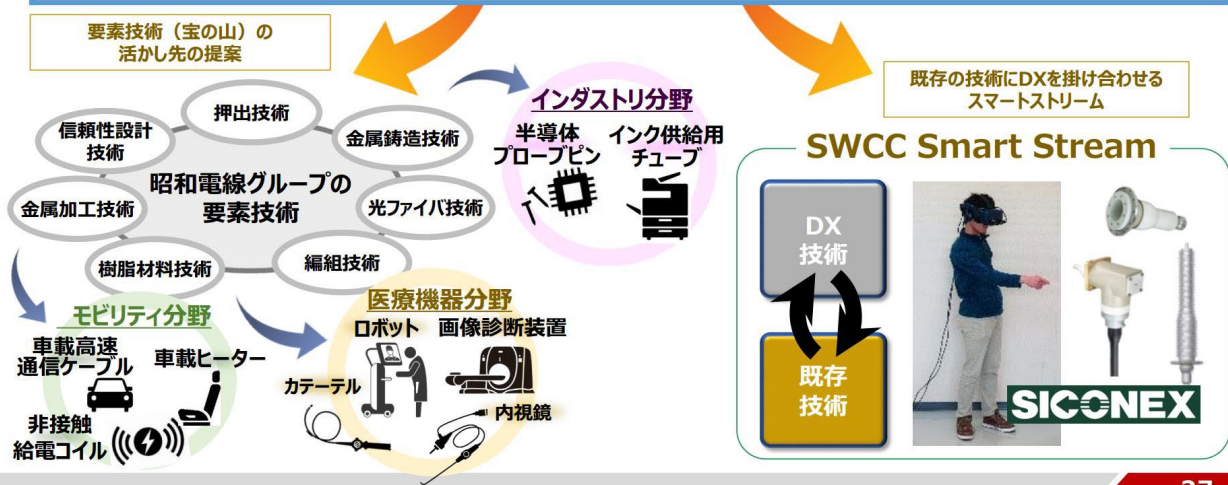 要素技術（宝の山）の
活かし先の提案
押出技術
信頼性設計
技術
金属鋳造技術
昭和電線グループの
要素技術
金属加工技術
光ファイバ技術
樹脂材料技術
編組技術
インダストリ分野
半導体
プローブピン
インク供給用
チューブ
モビリティ分野
車載高速
通信ケーブル
車載ヒーター
非接触
給電コイル
医療機器分野
ロボット
画像診断装置
カテーテル
内視鏡
既存の技術にDXを掛け合わせる
スマートストリーム
SWCC Smart Stream
DX
技術
既存
技術
SICONEX